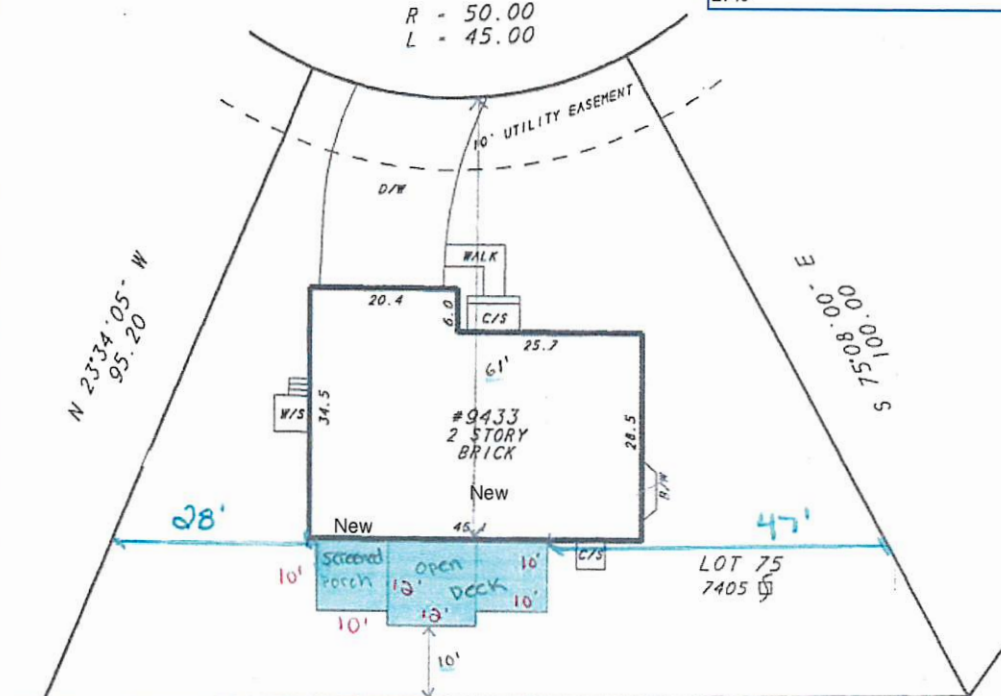 R - 50.00
L - 45.00
10' UTILITY EASEMENT
D/W
WALK
N 23°34'05" W
95.20
S 75°08'00" E
100.00
20.4
6.0
C/S
25.7
61'
W/S
34.5
#9433
2 STORY
BRICK
28.5
B/W
New
New
28'
47'
C/S
LOT 75
7405
screened
porch
open
Deck
10'
10'
12'
12'
10'
10'
10'